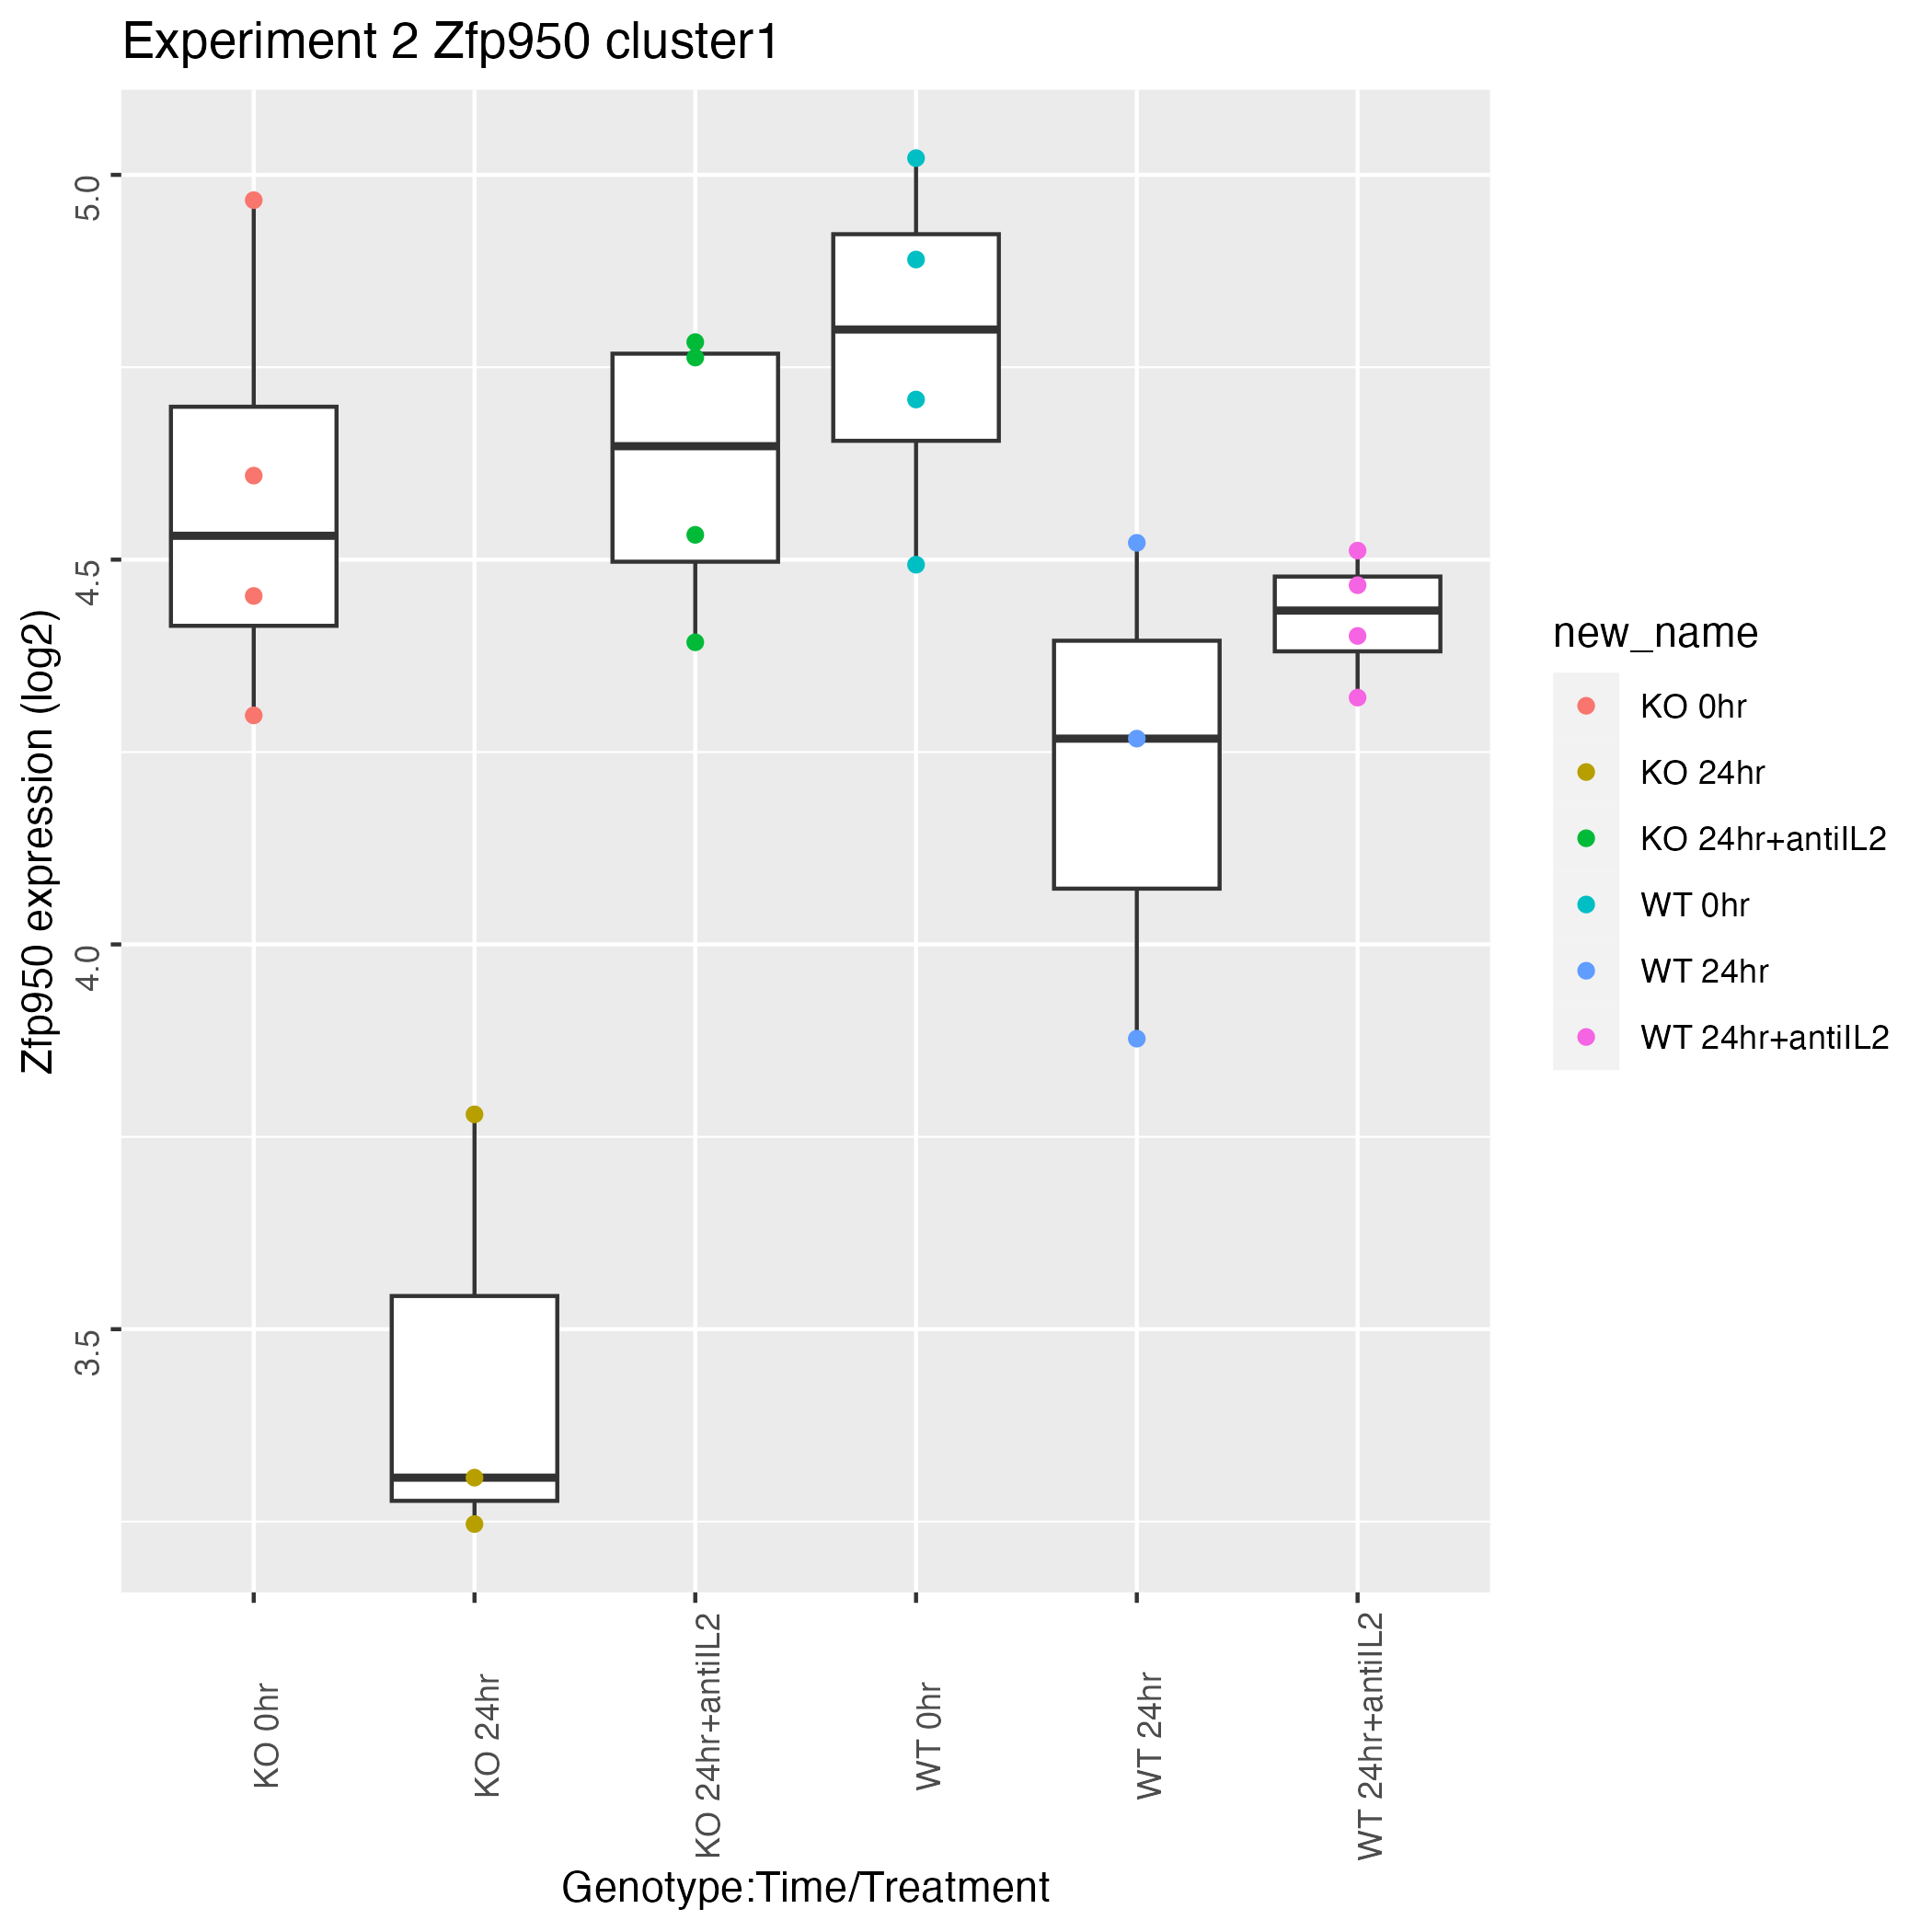 Experiment 2 Zfp950 cluster1
Zfp950 expression (log2)
5.0
4.5
4.0
3.5
KO 0hr
KO 24hr
KO 24hr+antiIL2
WT 0hr
WT 24hr
WT 24hr+antiIL2
Genotype:Time/Treatment
new_name
KO 0hr
KO 24hr
KO 24hr+antiIL2
WT 0hr
WT 24hr
WT 24hr+antiIL2